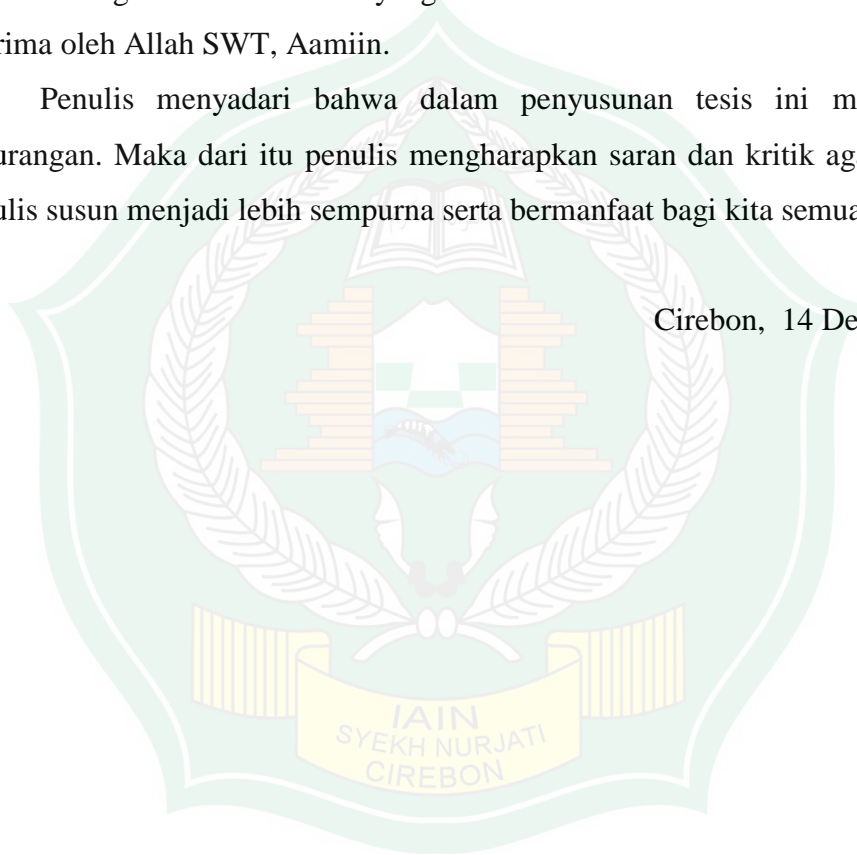 rima oleh Allah SWT, Aamiin.
Penulis menyadari bahwa dalam penyusunan tesis ini m
urangan. Maka dari itu penulis mengharapkan saran dan kritik aga
ulis susun menjadi lebih sempurna serta bermanfaat bagi kita semua
Cirebon, 14 De
IAIN
SYEKH NURJATI
CIREBON